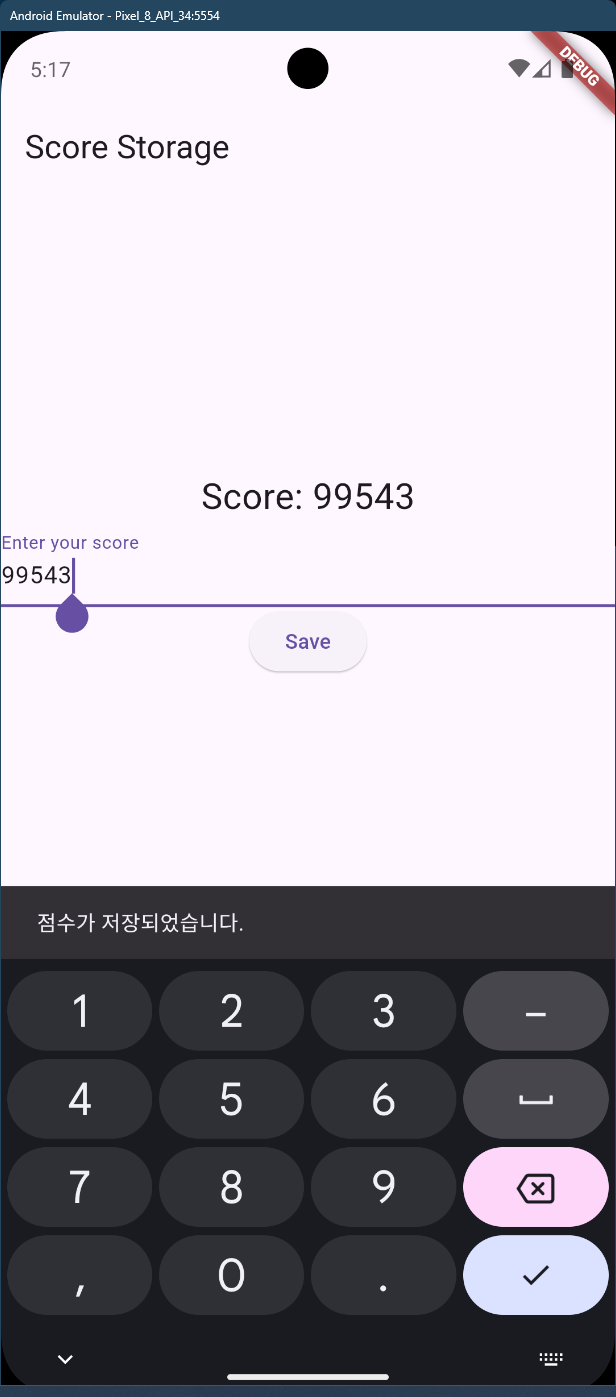 Android Emulator - Pixel_8_API_34:5554
5:17
DEBUG
Score Storage
Score: 99543
Enter your score
99543
Save
점수가 저장되었습니다.
1 2 3 –
4 5 6
7 8 9
, 0 .